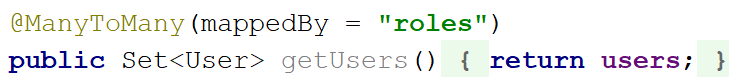 @ManyToMany(mappedBy = "roles")
public Set<User> getUsers() { return users; }